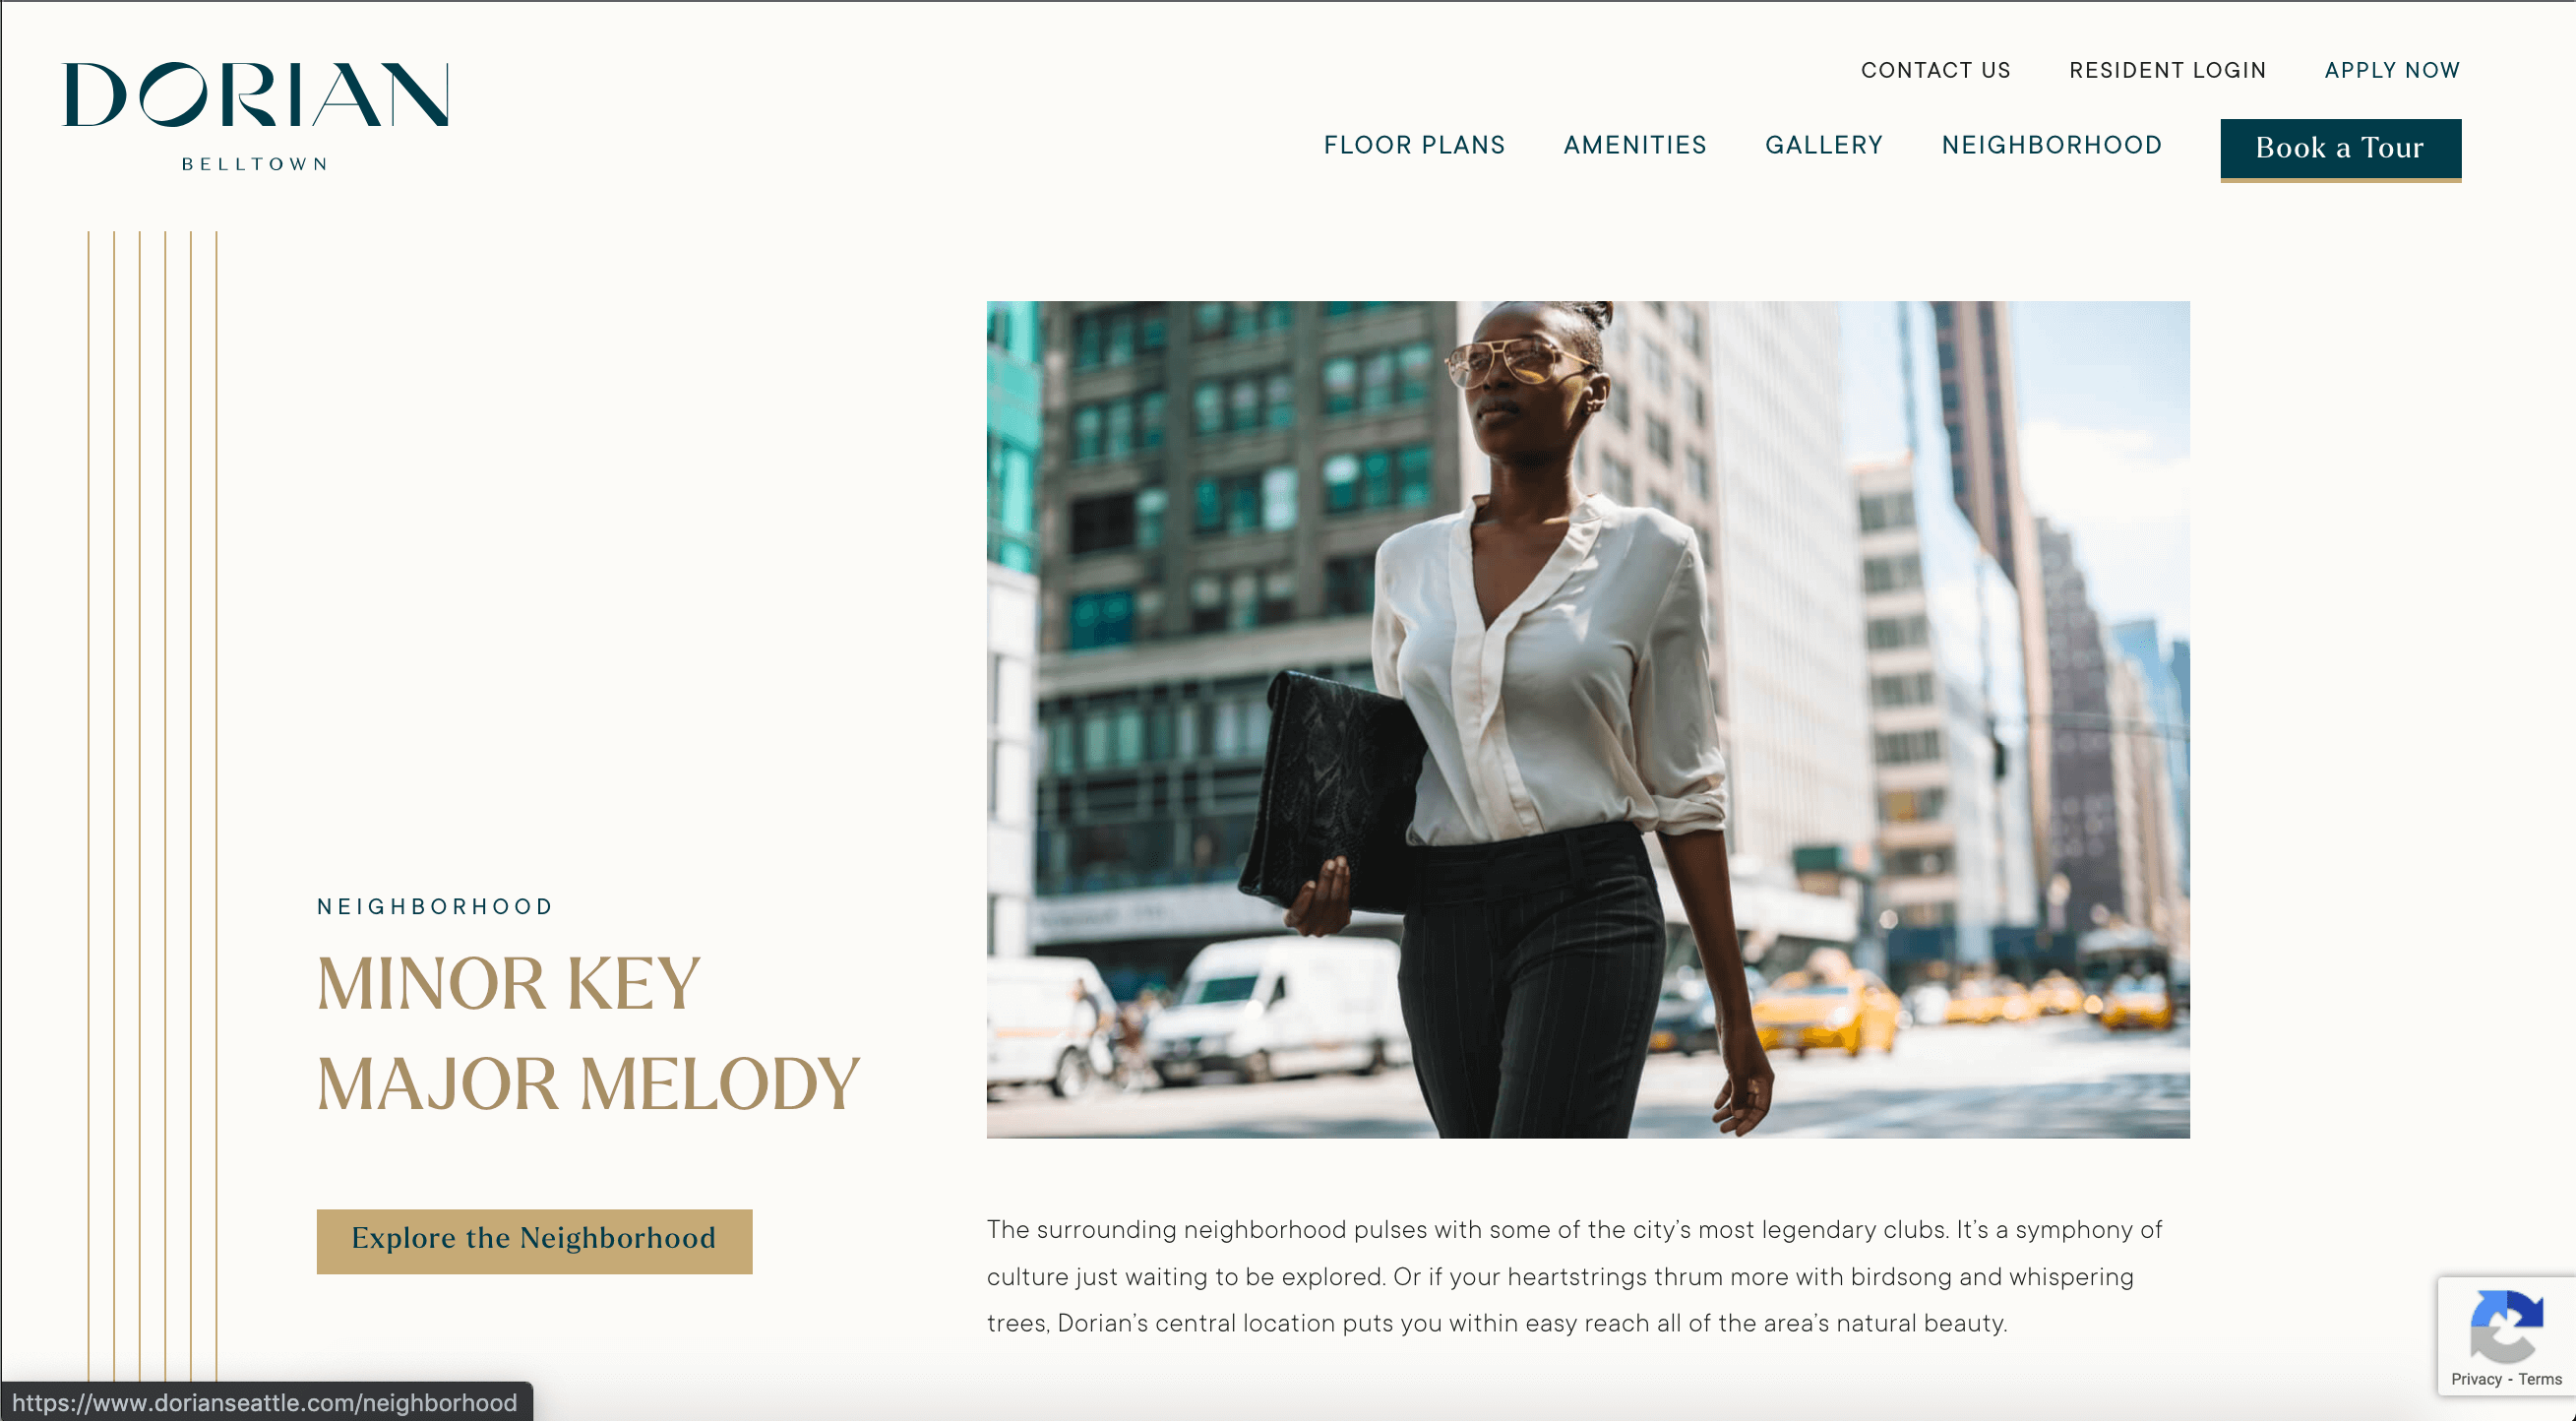 DORIAN
BELLTOWN
CONTACT US
RESIDENT LOGIN
APPLY NOW
FLOOR PLANS
AMENITIES
GALLERY
NEIGHBORHOOD
Book a Tour
NEIGHBORHOOD
MINOR KEY
MAJOR MELODY
Explore the Neighborhood
The surrounding neighborhood pulses with some of the city’s most legendary clubs. It’s a symphony of
culture just waiting to be explored. Or if your heartstrings thrum more with birdsong and whispering
trees, Dorian’s central location puts you within easy reach all of the area’s natural beauty.
Privacy - Terms
https://www.dorianseattle.com/neighborhood